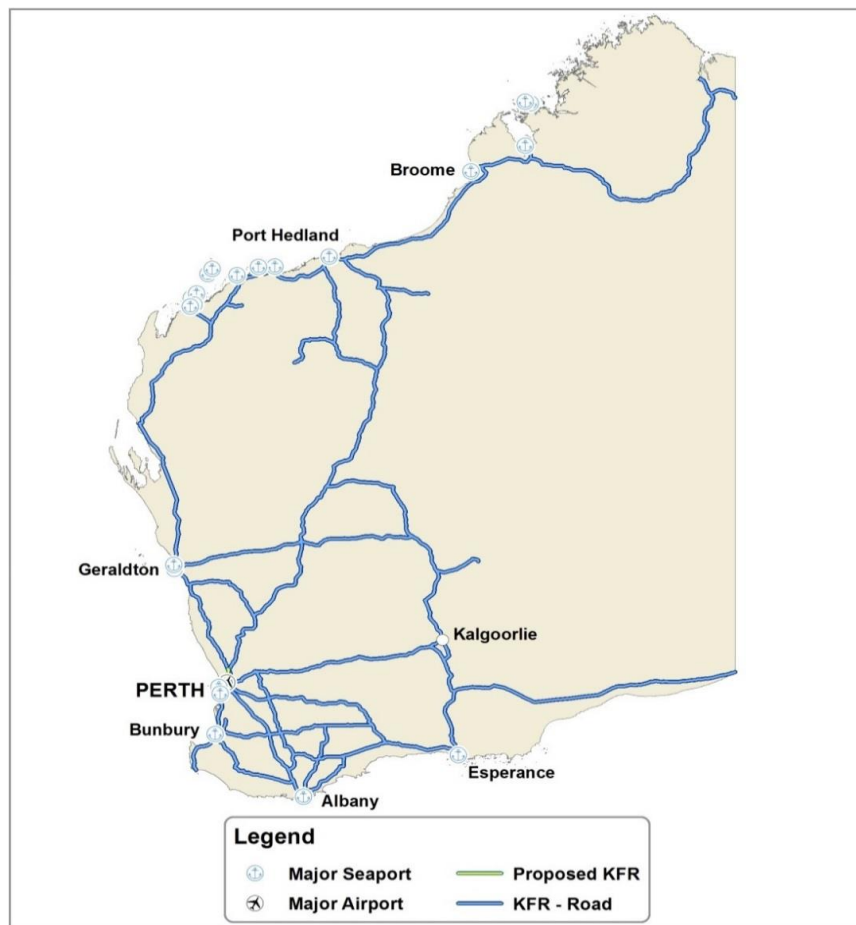 Broome
Port Hedland
Geraldton
Kalgoorlie
PERTH
Bunbury
Esperance
Albany
Legend
Major Seaport
Proposed KFR
Major Airport
KFR - Road